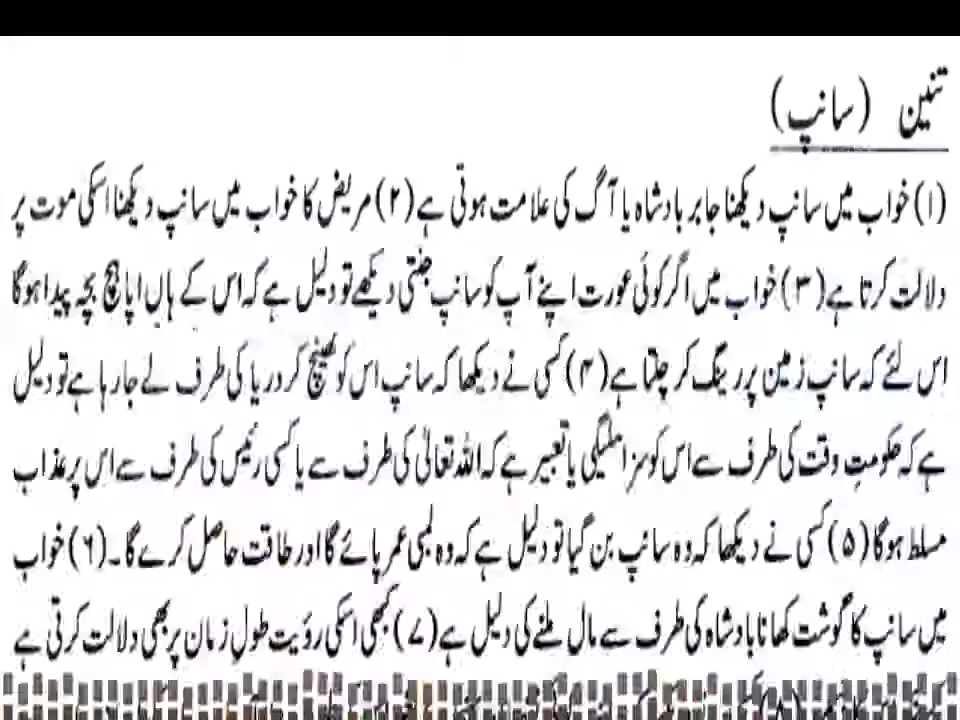 تنین (سانپ)
(۱) خواب میں سانپ دیکھنا جابر بادشاہ یا آگ کی علامت ہوتی ہے (۲) مریض کا خواب میں سانپ دیکھنا اسکی موت پر
دلالت کرتا ہے (۳) خواب میں اگر کوئی عورت اپنے آپ کو سانپ جنتی دیکھے تو دلیل ہے کہ اس کے ہاں اپاہج بچہ پیدا ہوگا
اس لئے کہ سانپ زمین پر رینگ کر چلتا ہے (۴) کسی نے دیکھا کہ سانپ اس کو کھینچ کر دریا کی طرف لے جا رہا ہے تو دلیل
ہے کہ حکومتِ وقت کی طرف سے اس کو سزا ملیگی یا تعبیر ہے کہ اللہ تعالیٰ کی طرف سے یا کسی رئیس کی طرف سے اس پر عذاب
مسلط ہوگا (۵) کسی نے دیکھا کہ وہ سانپ بن گیا تو دلیل ہے کہ وہ لمبی عمر پائے گا اور طاقت حاصل کرے گا۔ (۶) خواب
میں سانپ کا گوشت کھانا بادشاہ کی طرف سے مال ملنے کی دلیل ہے (۷) کبھی اسکی رؤیت طولِ زمان پر بھی دلالت کرتی ہے